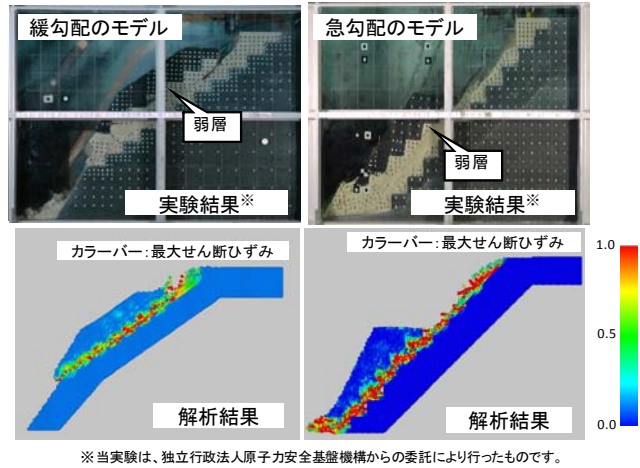 緩勾配のモデル
急勾配のモデル
弱層
弱層
実験結果※
実験結果※
カラーバー：最大せん断ひずみ
カラーバー：最大せん断ひずみ
1.0
0.5
0.0
解析結果
解析結果
※当実験は、独立行政法人原子力安全基盤機構からの委託により行ったものです。